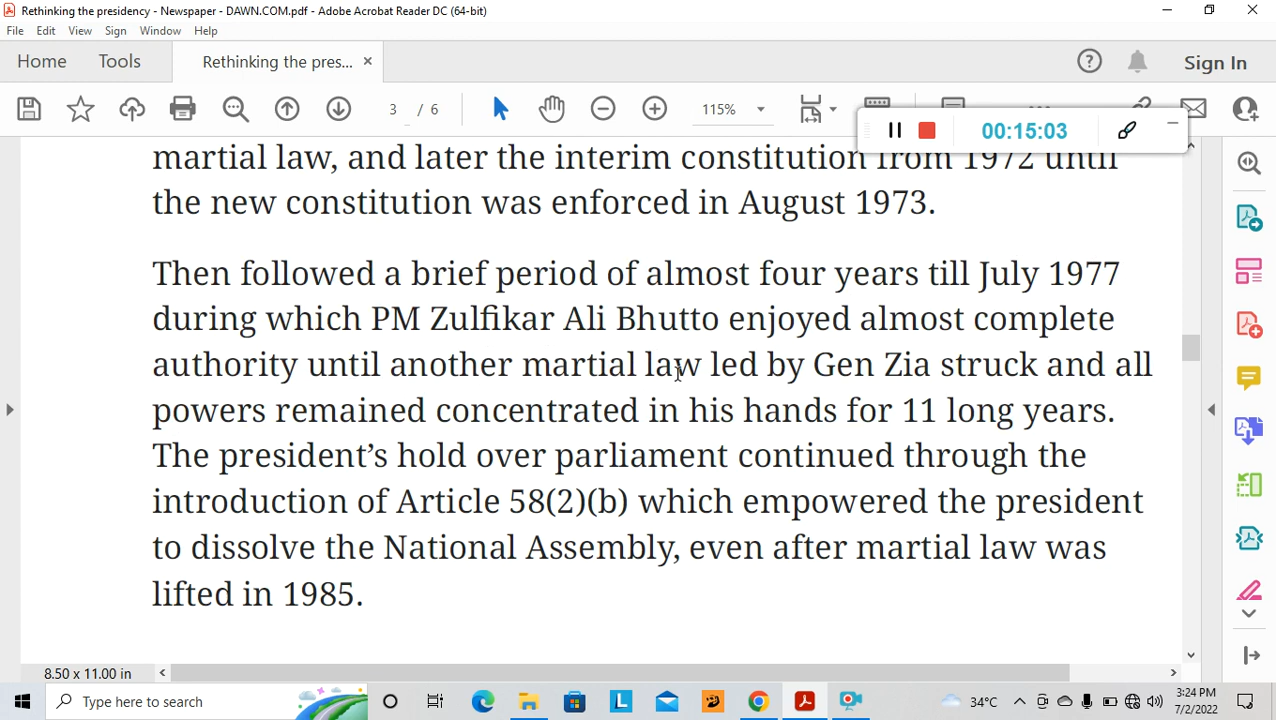 Rethinking the presidency - Newspaper - DAWN.COM.pdf - Adobe Acrobat Reader DC (64-bit)
File Edit View Sign Window Help
Home Tools Rethinking the pres... × Sign In
3 / 6 115%
00:15:03
martial law, and later the interim constitution from 1972 until
the new constitution was enforced in August 1973.
Then followed a brief period of almost four years till July 1977
during which PM Zulfikar Ali Bhutto enjoyed almost complete
authority until another martial law led by Gen Zia struck and all
powers remained concentrated in his hands for 11 long years.
The president’s hold over parliament continued through the
introduction of Article 58(2)(b) which empowered the president
to dissolve the National Assembly, even after martial law was
lifted in 1985.
8.50 x 11.00 in
Type here to search
34°C
3:24 PM
7/2/2022